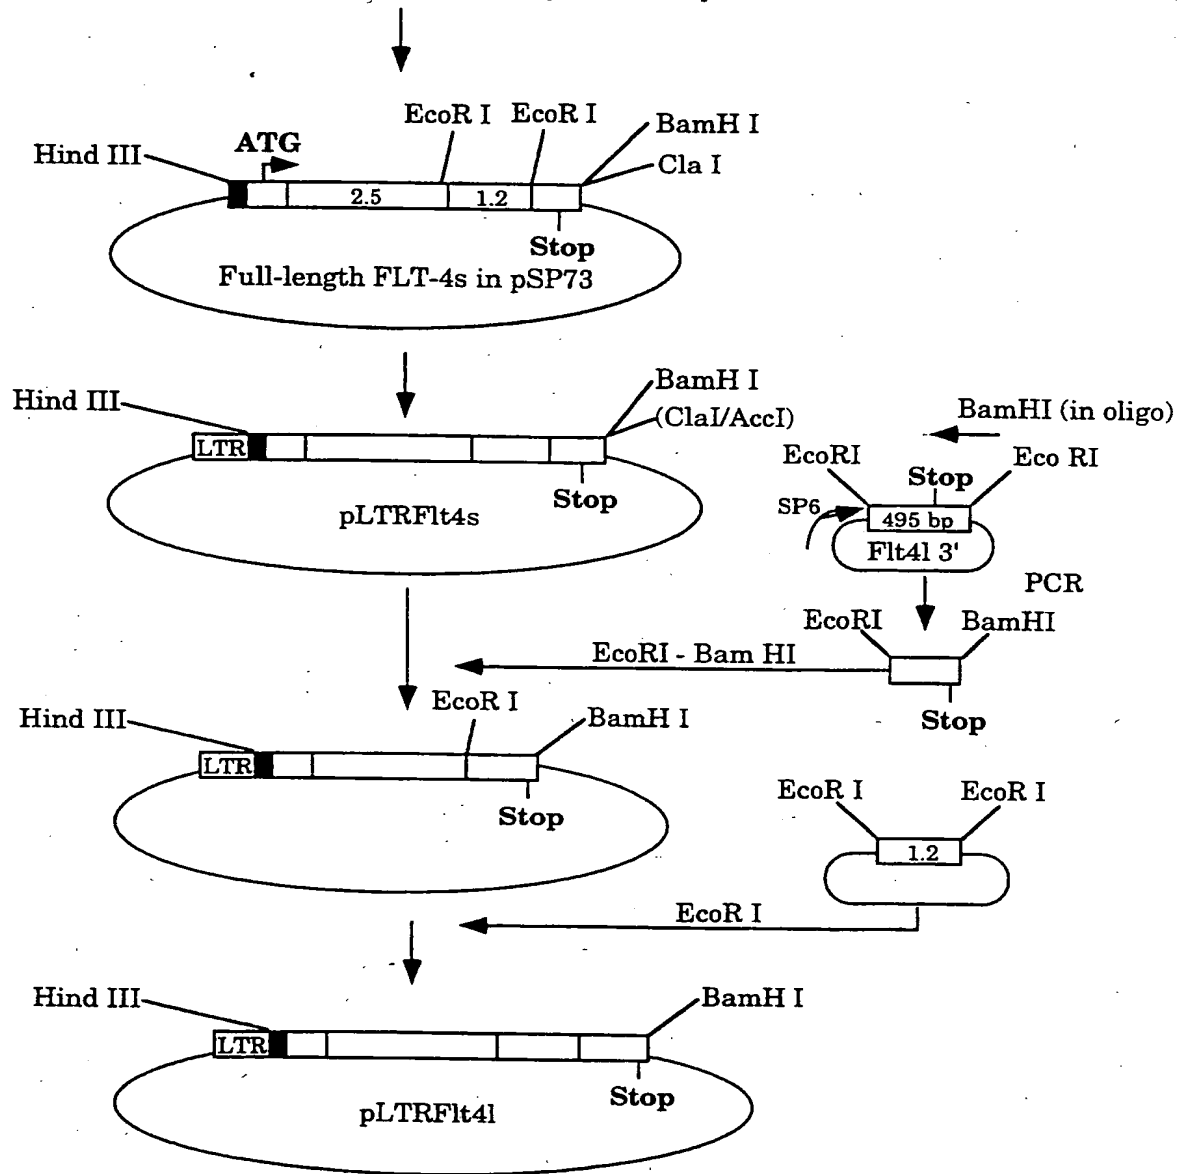 EcoR I EcoR I
BamH I
ATG
Hind III
Cla I
2.5
1.2
Stop
Full-length FLT-4s in pSP73
BamH I
Hind III
(ClaI/AccI)
LTR
Stop
pLTRFlt4s
BamHI (in oligo)
EcoRI
Eco RI
Stop
SP6
495 bp
Flt4l 3'
PCR
EcoRI
BamHI
EcoRI - Bam HI
Stop
EcoR I
Hind III
BamH I
LTR
Stop
EcoR I
EcoR I
1.2
EcoR I
Hind III
BamH I
LTR
Stop
pLTRFlt4l